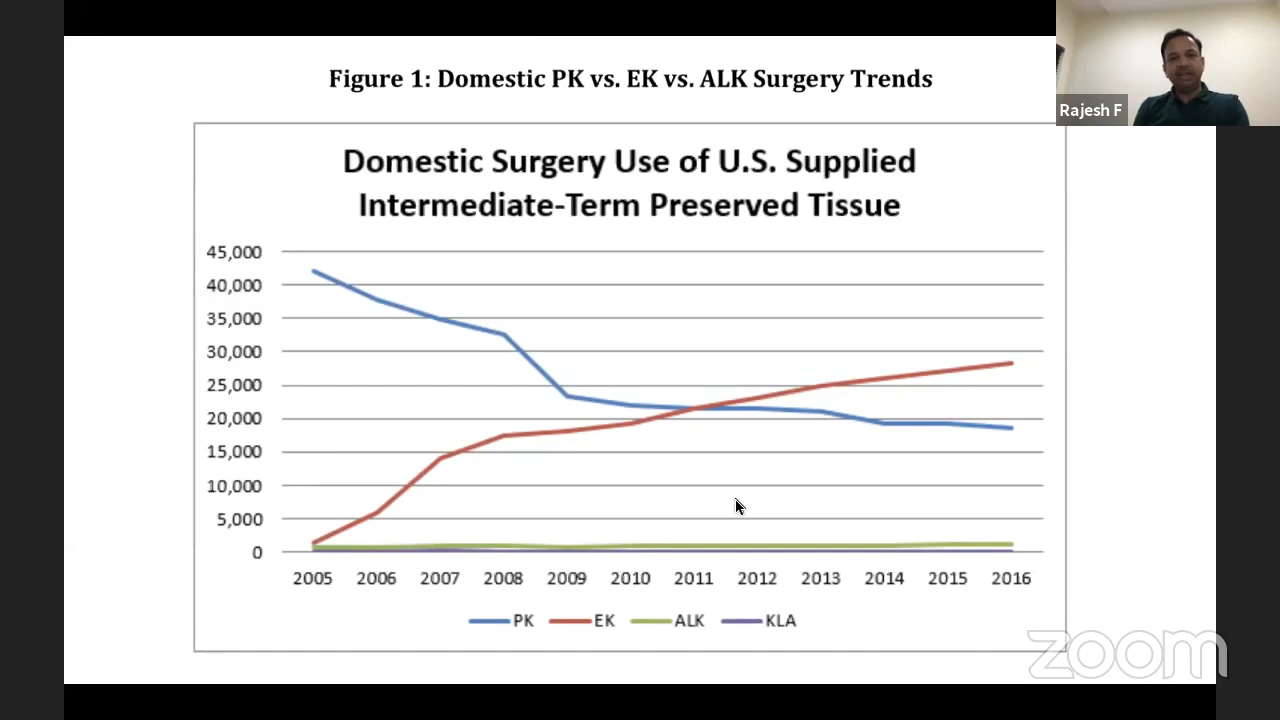 Figure 1: Domestic PK vs. EK vs. ALK Surgery Trends
Rajesh F
Domestic Surgery Use of U.S. Supplied
Intermediate-Term Preserved Tissue
45,000
40,000
35,000
30,000
25,000
20,000
15,000
10,000
5,000
0
2005 2006 2007 2008 2009 2010 2011 2012 2013 2014 2015 2016
PK EK ALK KLA
zoom